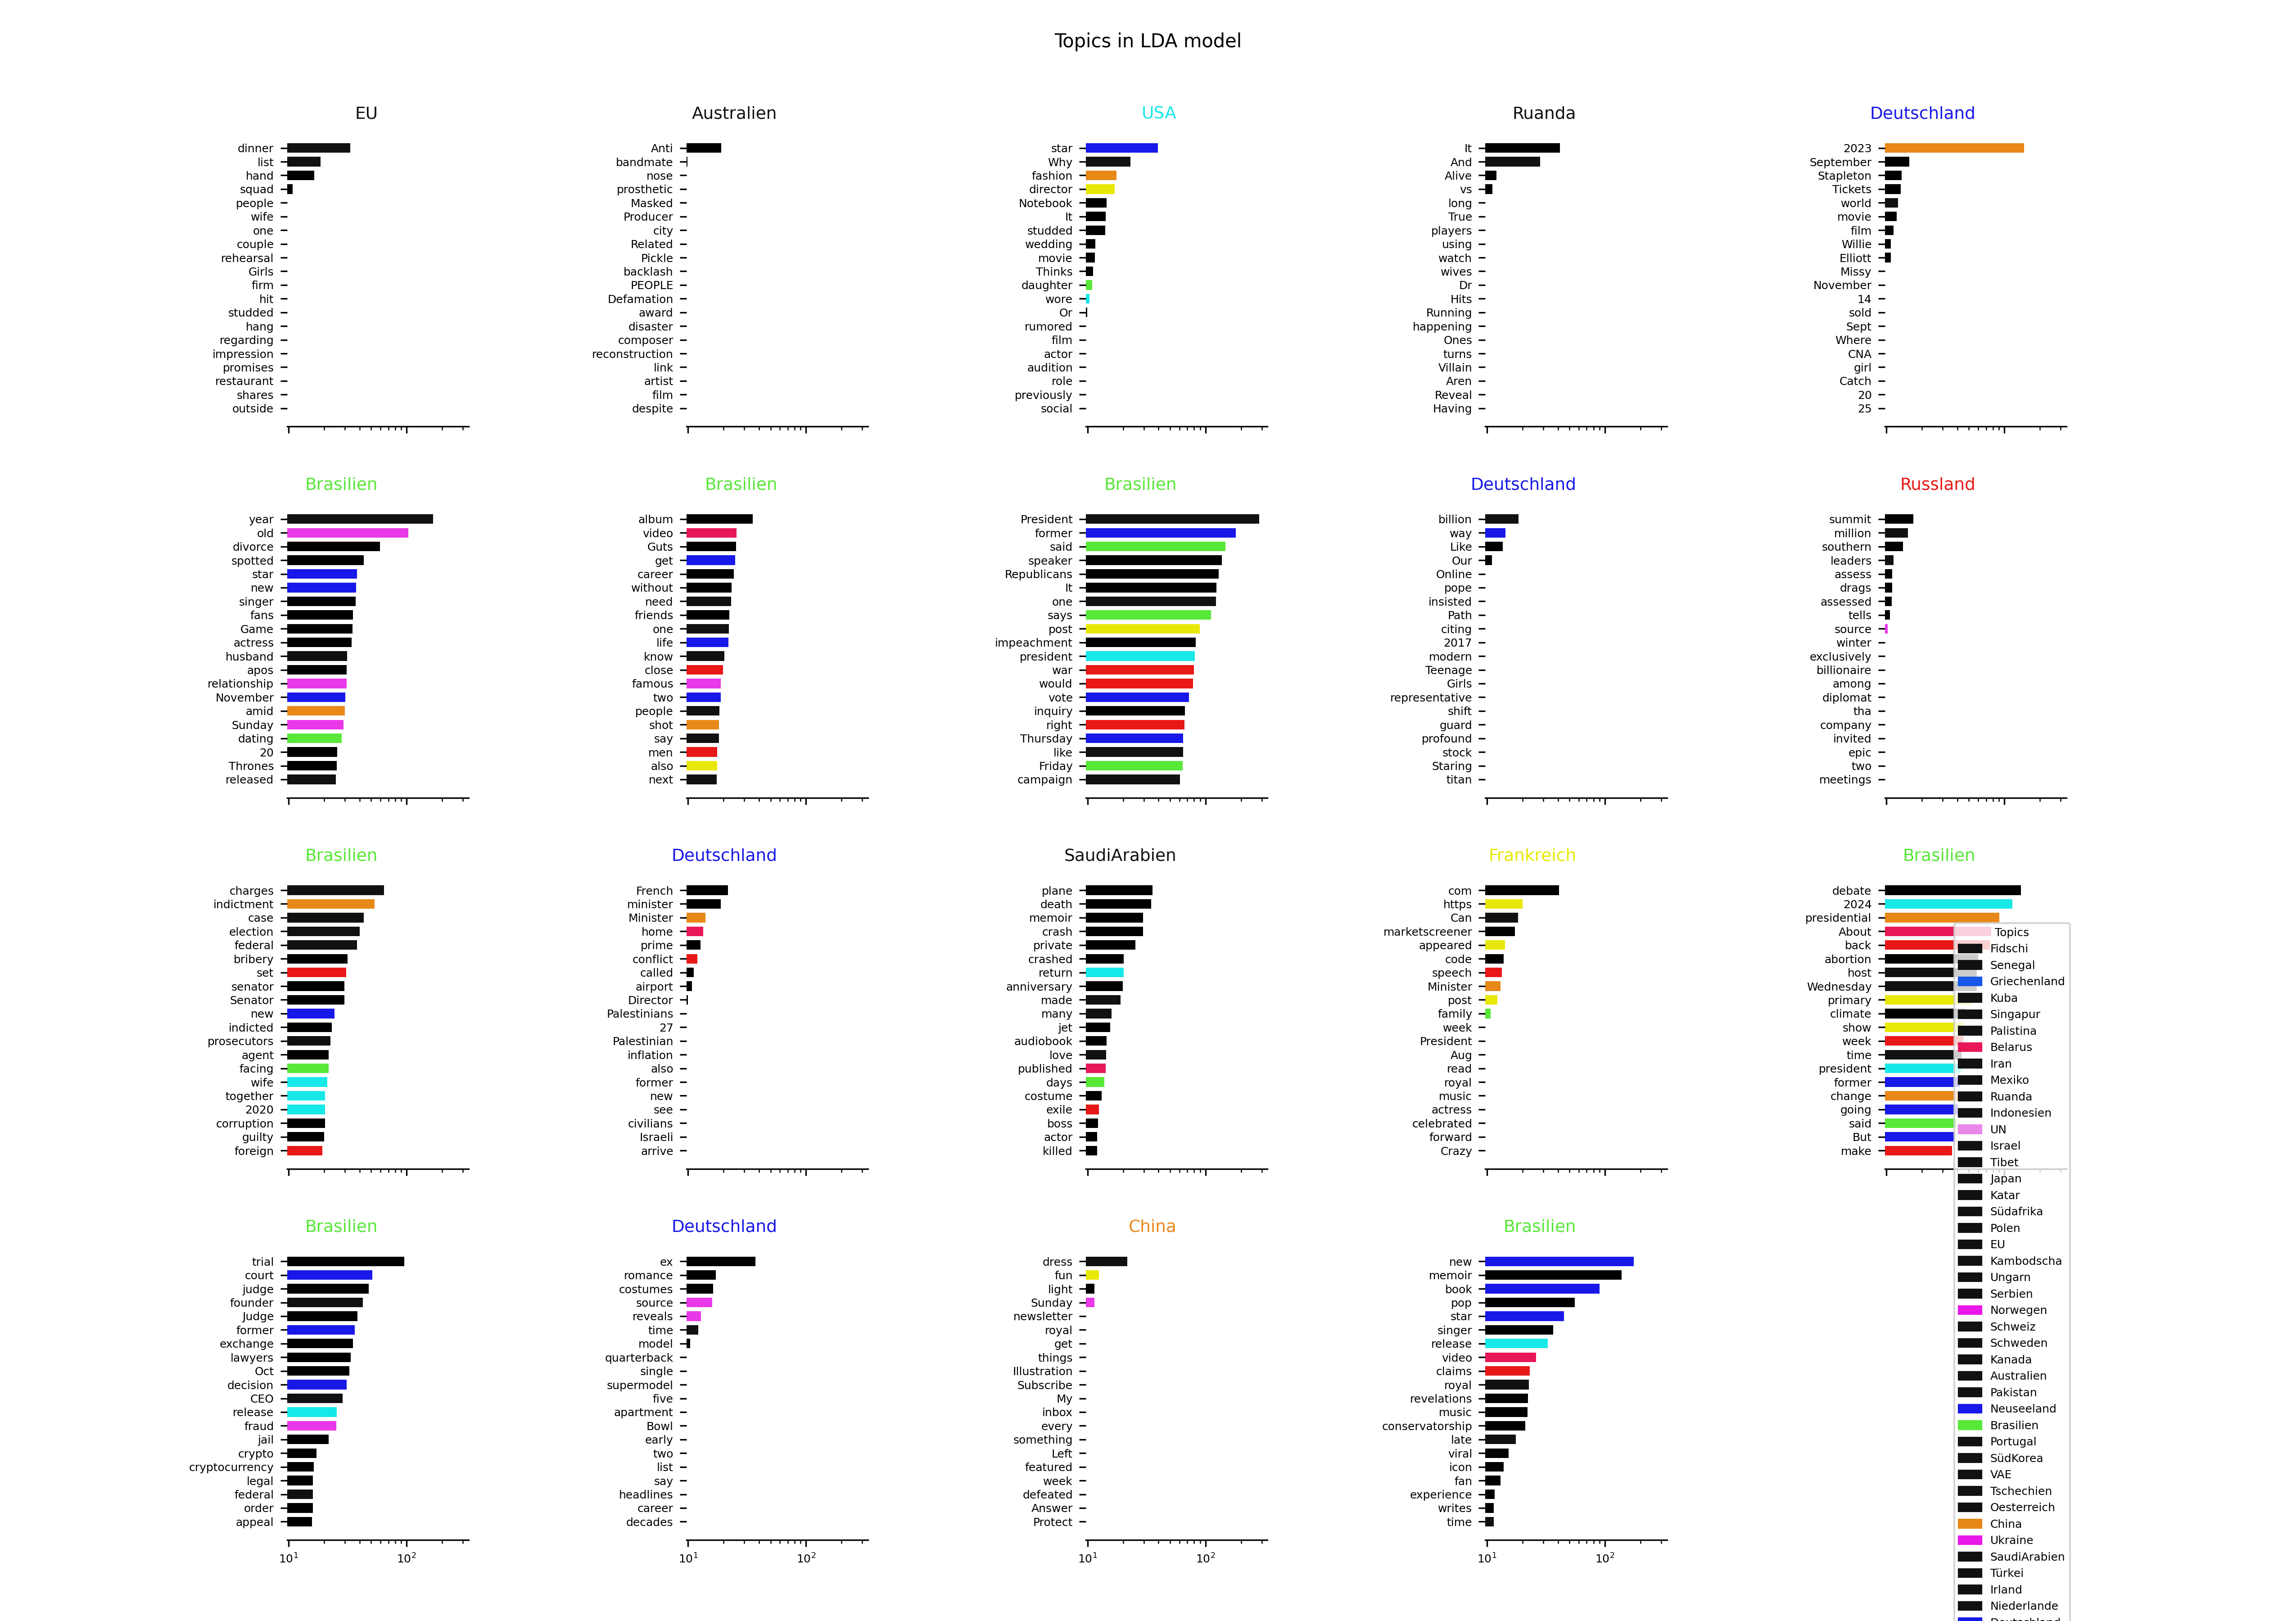 Topics in LDA model
EU
dinner
list
hand
squad
people
wife
one
couple
rehearsal
Girls
firm
hit
studded
hang
regarding
impression
promises
restaurant
shares
outside
Australien
Anti
bandmate
nose
prosthetic
Masked
Producer
city
Related
Pickle
backlash
PEOPLE
Defamation
award
disaster
composer
reconstruction
link
artist
film
despite
USA
star
Why
fashion
director
Notebook
It
studded
wedding
movie
Thinks
daughter
wore
Or
rumored
film
actor
audition
role
previously
social
Ruanda
It
And
Alive
vs
long
True
players
using
watch
wives
Dr
Hits
Running
happening
Ones
turns
Villain
Aren
Reveal
Having
Deutschland
2023
September
Stapleton
Tickets
world
movie
film
Willie
Elliott
Missy
November
14
sold
Sept
Where
CNA
girl
Catch
20
25
Brasilien
year
old
divorce
spotted
star
new
singer
fans
Game
actress
husband
apos
relationship
November
amid
Sunday
dating
20
Thrones
released
Brasilien
album
video
Guts
get
career
without
need
friends
one
life
know
close
famous
two
people
shot
say
men
also
next
Brasilien
President
former
said
speaker
Republicans
It
one
says
post
impeachment
president
war
would
vote
inquiry
right
Thursday
like
Friday
campaign
Deutschland
billion
way
Like
Our
Online
pope
insisted
Path
citing
2017
modern
Teenage
Girls
representative
shift
guard
profound
stock
Staring
titan
Russland
summit
million
southern
leaders
assess
drags
assessed
tells
source
winter
exclusively
billionaire
among
diplomat
tha
company
invited
epic
two
meetings
Brasilien
charges
indictment
case
election
federal
bribery
set
senator
Senator
new
indicted
prosecutors
agent
facing
wife
together
2020
corruption
guilty
foreign
Deutschland
French
minister
Minister
home
prime
conflict
called
airport
Director
Palestinians
27
Palestinian
inflation
also
former
new
see
civilians
Israeli
arrive
SaudiArabien
plane
death
memoir
crash
private
crashed
return
anniversary
made
many
jet
audiobook
love
published
days
costume
exile
boss
actor
killed
Frankreich
com
https
Can
marketscreener
appeared
code
speech
Minister
post
family
week
President
Aug
read
royal
music
actress
celebrated
forward
Crazy
Brasilien
debate
2024
presidential
About
back
abortion
host
Wednesday
primary
climate
show
week
time
president
former
change
going
said
But
make
Brasilien
trial
court
judge
founder
Judge
former
exchange
lawyers
Oct
decision
CEO
release
fraud
jail
crypto
cryptocurrency
legal
federal
order
appeal
10¹ 10²
Deutschland
ex
romance
costumes
source
reveals
time
model
quarterback
single
supermodel
five
apartment
Bowl
early
two
list
say
headlines
career
decades
10¹ 10²
China
dress
fun
light
Sunday
newsletter
royal
get
things
Illustration
Subscribe
My
inbox
every
something
Left
featured
week
defeated
Answer
Protect
10¹ 10²
Brasilien
new
memoir
book
pop
star
singer
release
video
claims
royal
revelations
music
conservatorship
late
viral
icon
fan
experience
writes
time
10¹ 10²
Topics
Fidschi
Senegal
Griechenland
Kuba
Singapur
Palistina
Belarus
Iran
Mexiko
Ruanda
Indonesien
UN
Israel
Tibet
Japan
Katar
Südafrika
Polen
EU
Kambodscha
Ungarn
Serbien
Norwegen
Schweiz
Schweden
Kanada
Australien
Pakistan
Neuseeland
Brasilien
Portugal
SüdKorea
VAE
Tschechien
Oesterreich
China
Ukraine
SaudiArabien
Türkei
Irland
Niederlande